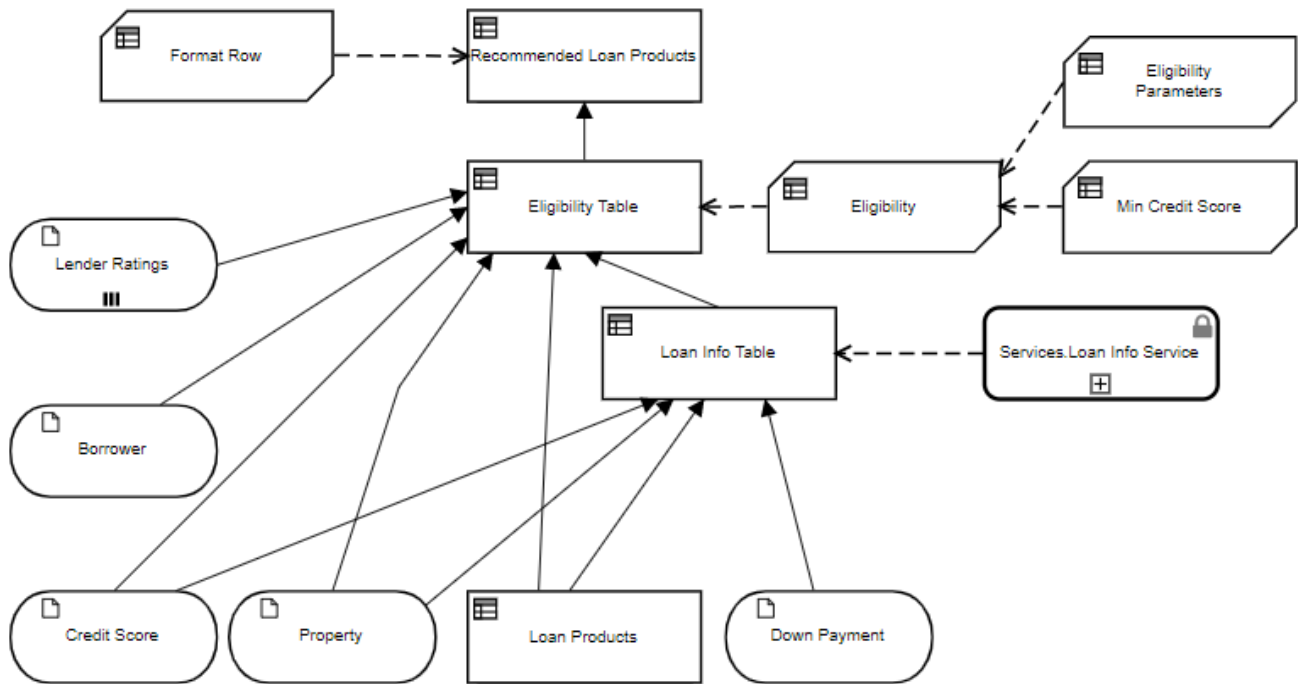 Format Row
Recommended Loan Products
Eligibility
Parameters
Eligibility Table
Eligibility
Min Credit Score
Lender Ratings
Loan Info Table
Services.Loan Info Service
Borrower
Credit Score
Property
Loan Products
Down Payment